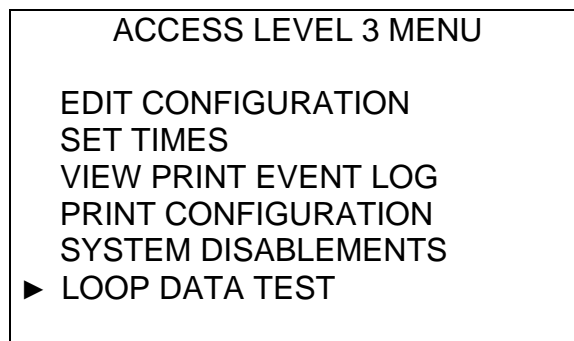 ACCESS LEVEL 3 MENU
EDIT CONFIGURATION
SET TIMES
VIEW PRINT EVENT LOG
PRINT CONFIGURATION
SYSTEM DISABLEMENTS
► LOOP DATA TEST